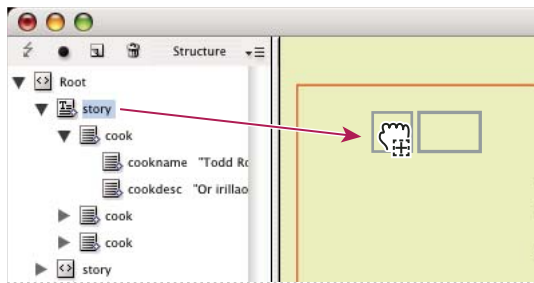 Structure
Root
story
cook
cookname "Todd Ro
cookdesc "Or irillao
cook
cook
story